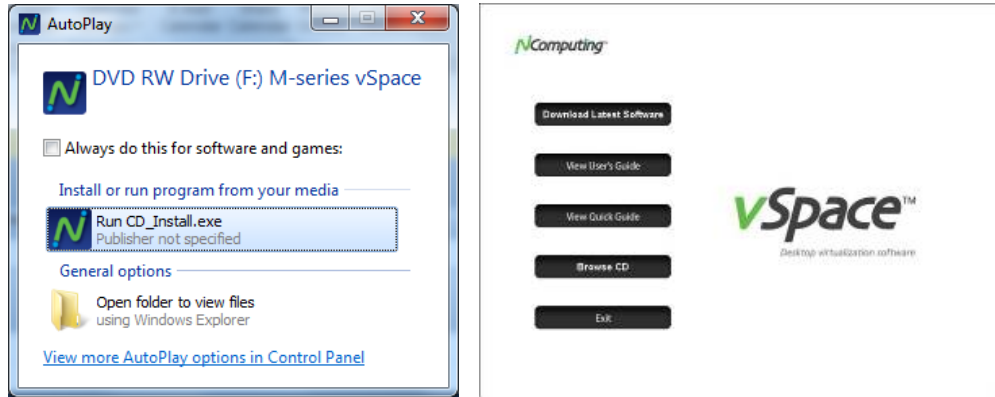 AutoPlay
DVD RW Drive (F:) M-series vSpace
Always do this for software and games:
Install or run program from your media
Run CD_Install.exe
Publisher not specified
General options
Open folder to view files
using Windows Explorer
View more AutoPlay options in Control Panel
NComputing
Download Latest Software
View User's Guide
View Quick Guide
Browse CD
Exit
vSpace™
Desktop virtualization software